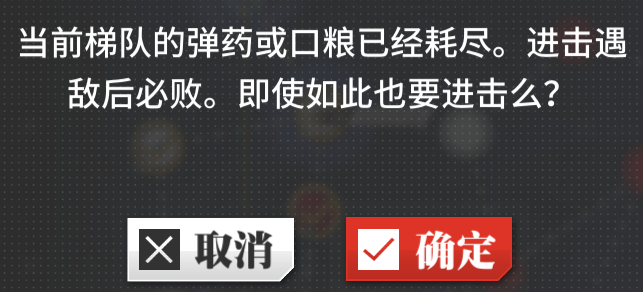 当前梯队的弹药或口粮已经耗尽。进击遇
敌后必败。即使如此也要进击么？
取消
确定